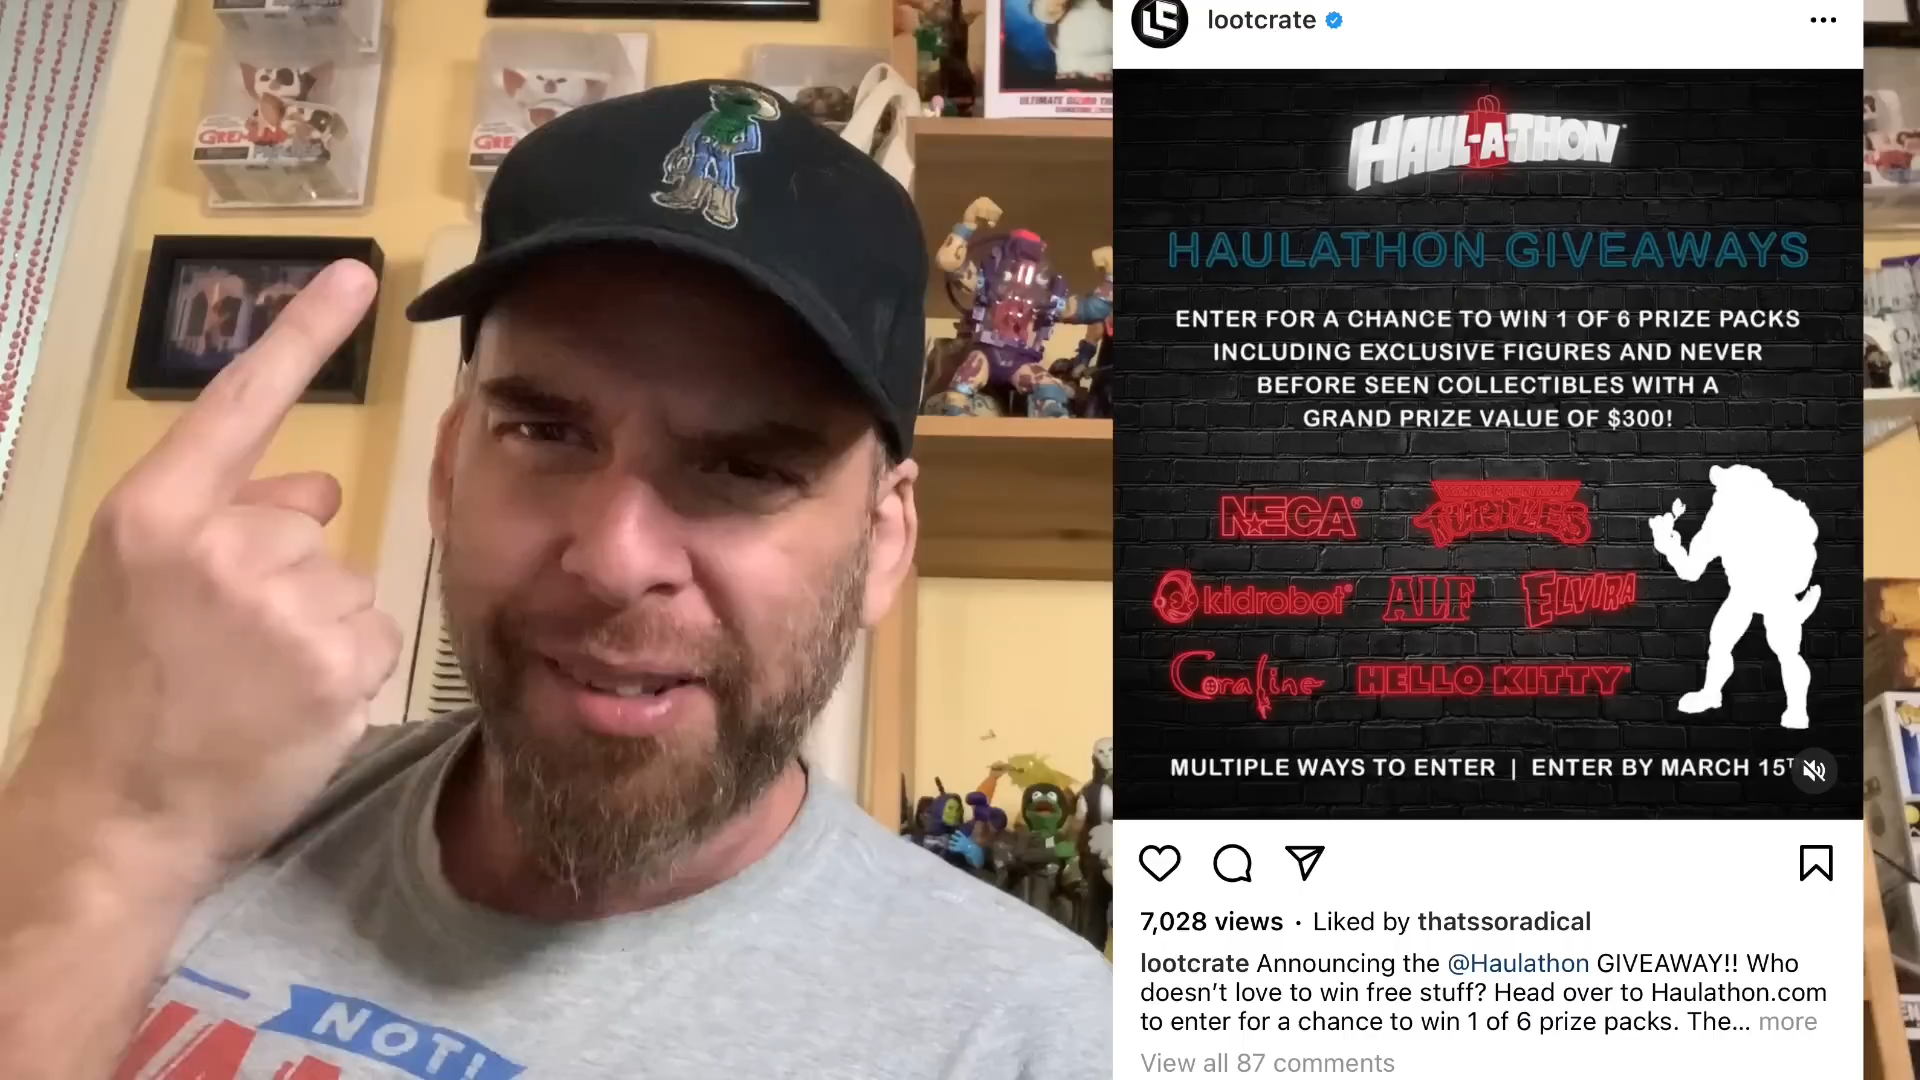 lootcrate
HAUL-A-THON
HAULATHON GIVEAWAYS
ENTER FOR A CHANCE TO WIN 1 OF 6 PRIZE PACKS
INCLUDING EXCLUSIVE FIGURES AND NEVER
BEFORE SEEN COLLECTIBLES WITH A
GRAND PRIZE VALUE OF $300!
NECA®
TURTLES
kidrobot® ALF ELVIRA
Coraline HELLO KITTY
MULTIPLE WAYS TO ENTER | ENTER BY MARCH 15T
7,028 views · Liked by thatssoradical
lootcrate Announcing the @Haulathon GIVEAWAY!! Who
doesn’t love to win free stuff? Head over to Haulathon.com
to enter for a chance to win 1 of 6 prize packs. The... more
View all 87 comments
NOT!